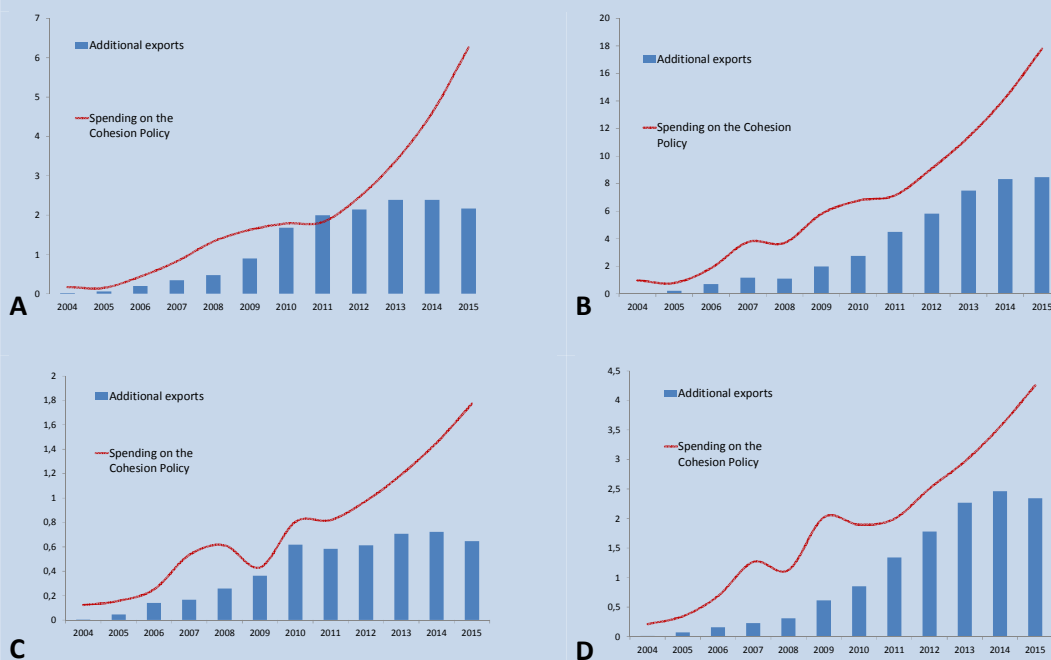 7
6
5
4
3
2
1
0
Additional exports
Spending on the
Cohesion Policy
2004 2005 2006 2007 2008 2009 2010 2011 2012 2013 2014 2015
A
20
18
16
14
12
10
8
6
4
2
0
Additional exports
Spending on the Cohesion
Policy
2004 2005 2006 2007 2008 2009 2010 2011 2012 2013 2014 2015
B
2
1,8
1,6
1,4
1,2
1
0,8
0,6
0,4
0,2
0
Additional exports
Spending on the
Cohesion Policy
2004 2005 2006 2007 2008 2009 2010 2011 2012 2013 2014 2015
C
4,5
4
3,5
3
2,5
2
1,5
1
0,5
0
Additional exports
Spending on the
Cohesion Policy
2004 2005 2006 2007 2008 2009 2010 2011 2012 2013 2014 2015
D